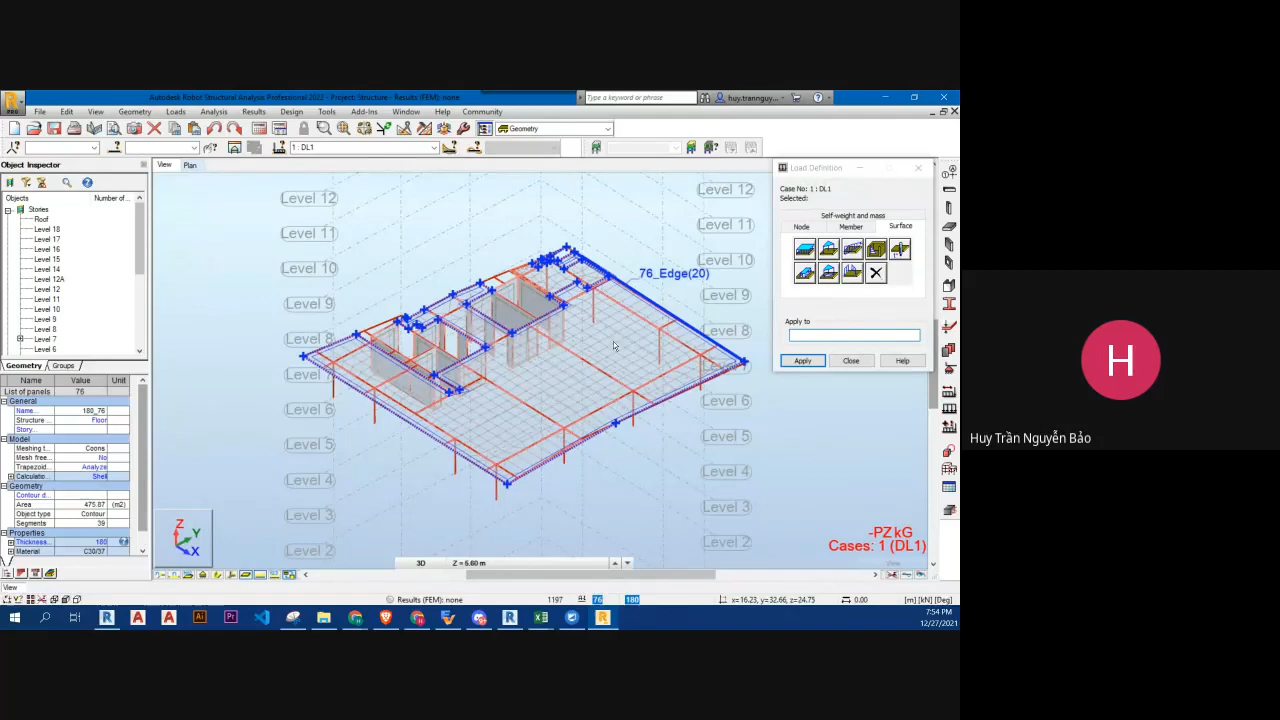 Autodesk Robot Structural Analysis Professional 2022 - Project: Structure - Results (FEM): none
Type a keyword or phrase
huy.trannguy...
File Edit View Geometry Loads Analysis Results Design Tools Add-Ins Window Help Community
Geometry
1 : DL1
Object Inspector
Objects Number of...
Stories
Roof
Level 18
Level 17
Level 16
Level 15
Level 14
Level 12A
Level 12
Level 11
Level 10
Level 9
Level 8
Level 7
Level 6
Geometry Groups
Name Value Unit
List of panels 76
General
Name... 180_76
Structure ... Floor
Story...
Model
Meshing t... Coons
Mesh free... No
Trapezoid... Analyze
Calculatio... Shell
Geometry
Contour d...
Area 475.87 (m2)
Object type Contour
Segments 39
Properties
Thickness... 180
Material C30/37
View Plan
Level 12 Level 12
Level 11 Level 11
Level 10 Level 10
Level 9 Level 9
Level 8 Level 8
Level 7
Level 6 Level 6
Level 5 Level 5
Level 4 Level 4
Level 3 Level 3
Level 2 Level 2
76_Edge(20)
Z
Y
X
-PZ kG
Cases: 1 (DL1)
3D Z = 5.60 m
Load Definition
Case No: 1 : DL1
Selected:
Self-weight and mass
Node Member Surface
Apply to
Apply Close Help
View
Results (FEM): none 1197 76 180 x=16.23, y=32.66, z=24.75 0.00 [m] [kN] [Deg]
7:54 PM
12/27/2021
H
Huy Trần Nguyễn Bảo